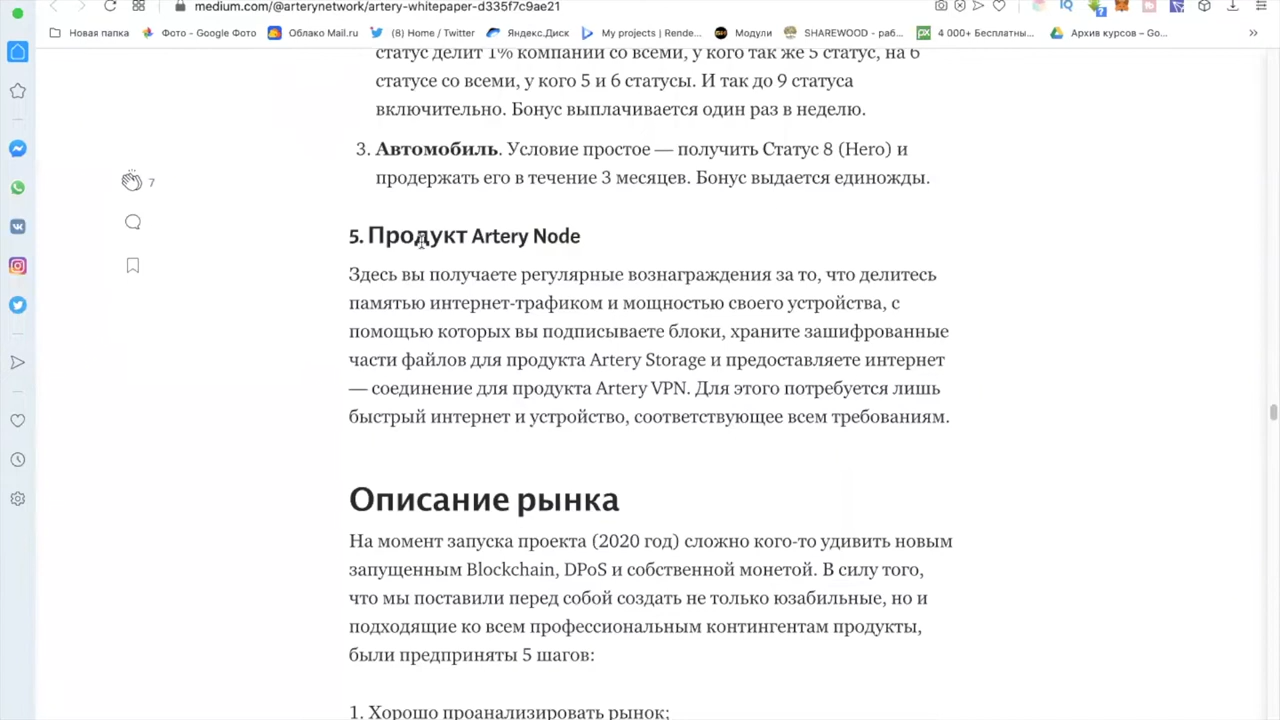 medium.com/@arterynetwork/artery-whitepaper-d335f7c9ae21
Новая папка
Фото - Google Фото
Облако Mail.ru
(8) Home / Twitter
Яндекс.Диск
My projects | Rende...
Модули
SHAREWOOD - раб...
4 000+ Бесплатны...
Архив курсов – Go...
статус делит 1% компании со всеми, у кого так же 5 статус, на 6
статусе со всеми, у кого 5 и 6 статусы. И так до 9 статуса
включительно. Бонус выплачивается один раз в неделю.
3. Автомобиль. Условие простое — получить Статус 8 (Hero) и
продержать его в течение 3 месяцев. Бонус выдается единожды.
7
5. Продукт Artery Node
Здесь вы получаете регулярные вознаграждения за то, что делитесь
памятью интернет-трафиком и мощностью своего устройства, с
помощью которых вы подписываете блоки, храните зашифрованные
части файлов для продукта Artery Storage и предоставляете интернет
— соединение для продукта Artery VPN. Для этого потребуется лишь
быстрый интернет и устройство, соответствующее всем требованиям.
Описание рынка
На момент запуска проекта (2020 год) сложно кого-то удивить новым
запущенным Blockchain, DPoS и собственной монетой. В силу того,
что мы поставили перед собой создать не только юзабильные, но и
подходящие ко всем профессиональным контингентам продукты,
были предприняты 5 шагов:
1. Хорошо проанализировать рынок;